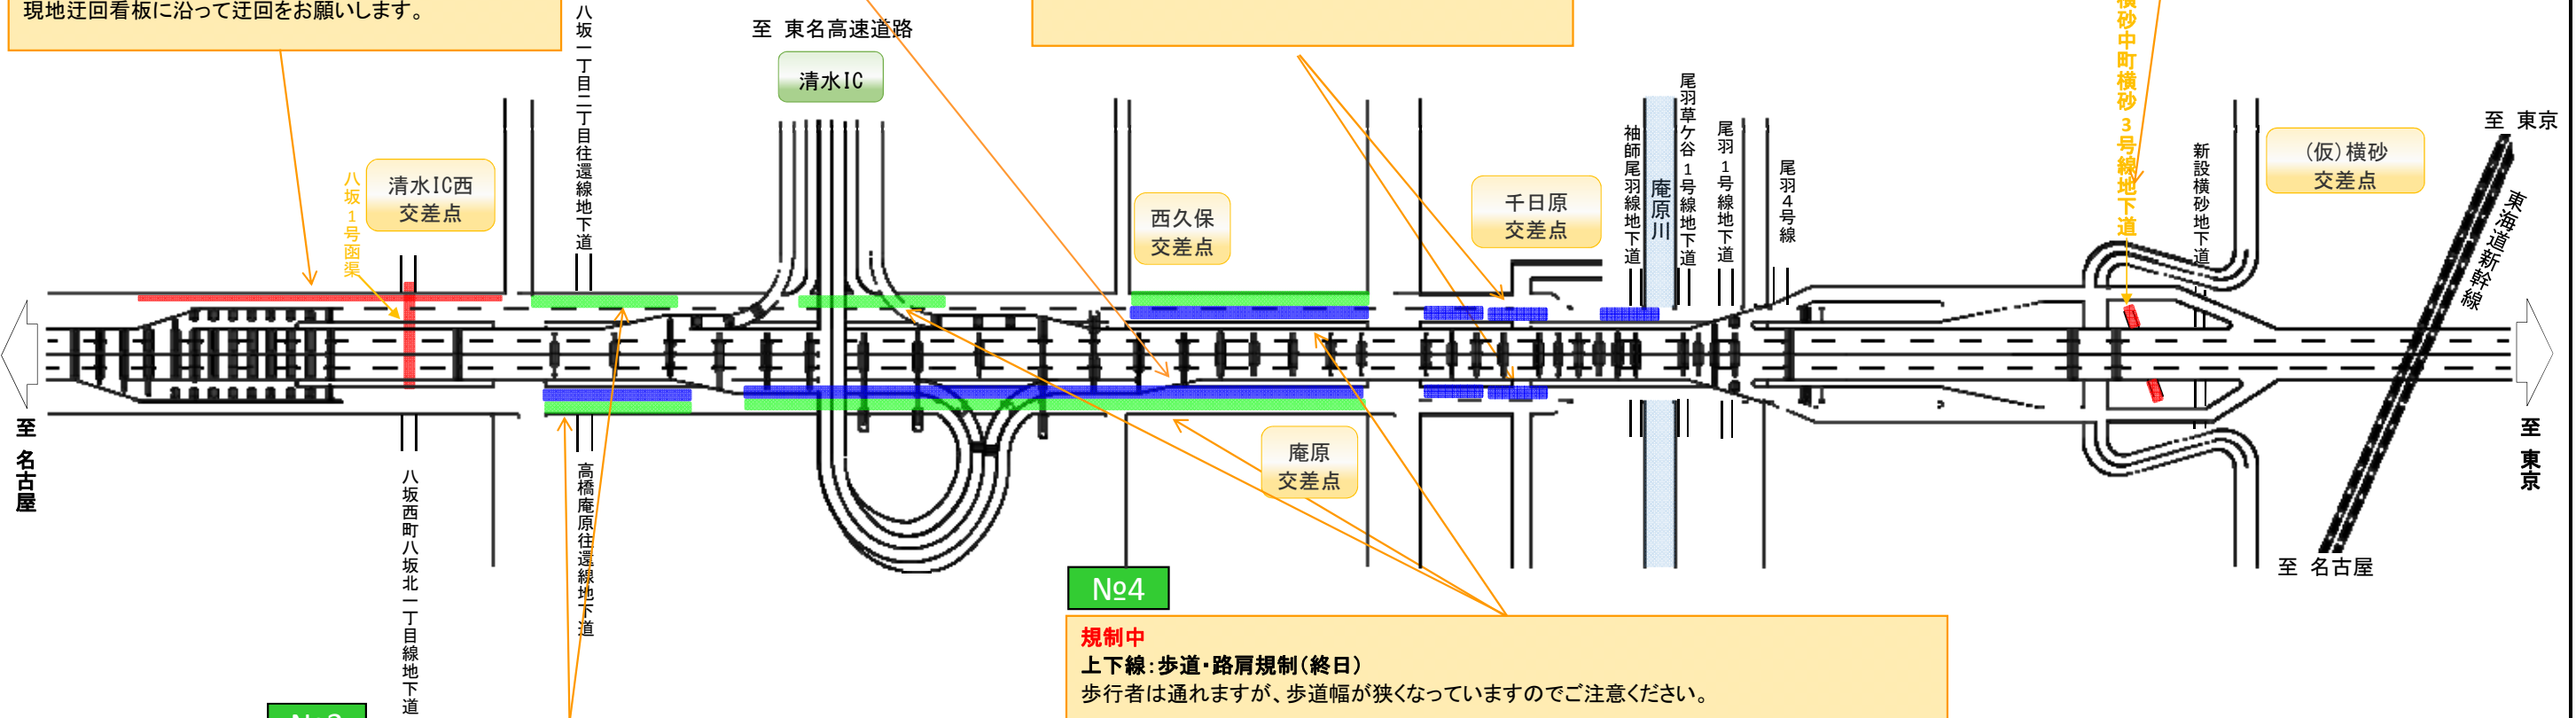 現地迂回看板に沿って迂回をお願いします。
八坂一丁目二丁目往還線地下道
至 東名高速道路
清水IC
横砂中町横砂3号線地下道
至 東京
尾羽草ケ谷1号線地下道
袖師尾羽線地下道
尾羽1号線地下道
尾羽4号線
新設横砂地下道
(仮)横砂
交差点
八坂1号函渠
清水IC西
交差点
西久保
交差点
千日原
交差点
庵原川
東海道新幹線
至 名古屋
至 東京
庵原
交差点
八坂西町八坂北一丁目線地下道
高橋庵原往還線地下道
至 名古屋
№4
規制中
上下線:歩道・路肩規制(終日)
歩行者は通れますが、歩道幅が狭くなっていますのでご注意ください。